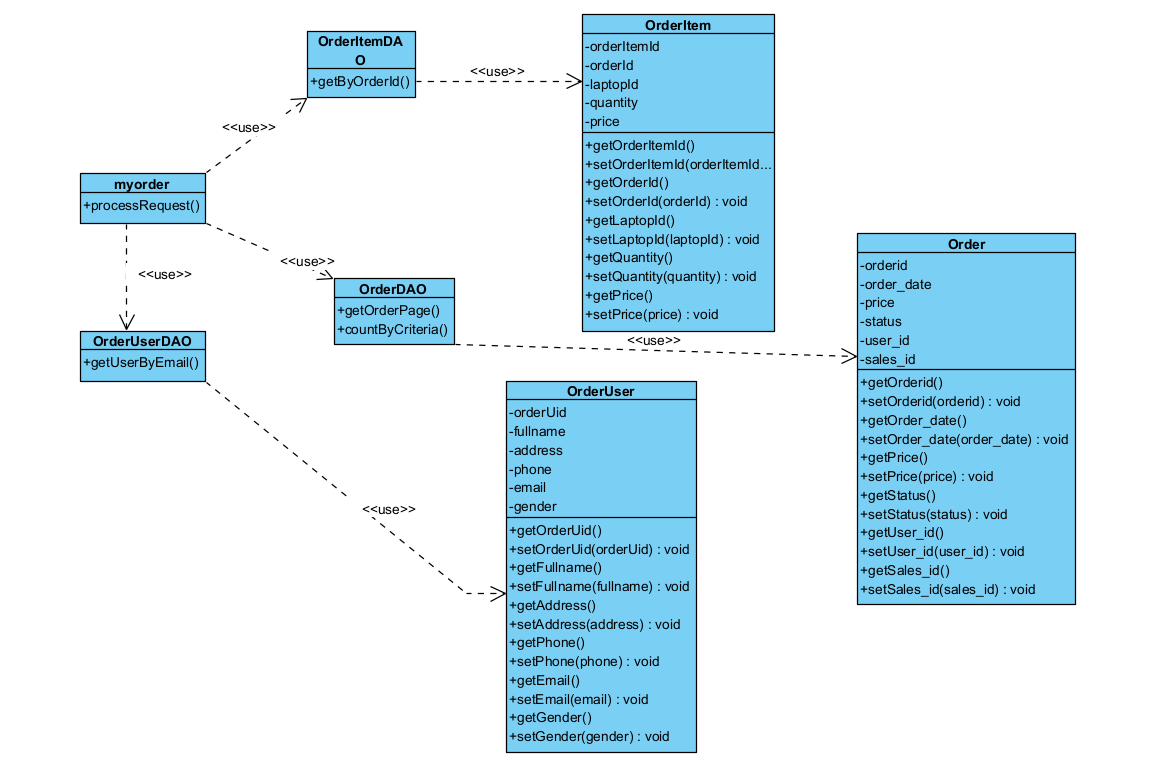 OrderItemDA
O
+getByOrderId()
<<use>>
OrderItem
-orderItemId
-orderId
-laptopId
-quantity
-price
+getOrderItemId()
+setOrderItemId(orderItemId...
+getOrderId()
+setOrderId(orderId) : void
+getLaptopId()
+setLaptopId(laptopId) : void
+getQuantity()
+setQuantity(quantity) : void
+getPrice()
+setPrice(price) : void
<<use>>
myorder
+processRequest()
<<use>>
<<use>>
OrderDAO
+getOrderPage()
+countByCriteria()
<<use>>
Order
-orderid
-order_date
-price
-status
-user_id
-sales_id
+getOrderid()
+setOrderid(orderid) : void
+getOrder_date()
+setOrder_date(order_date) : void
+getPrice()
+setPrice(price) : void
+getStatus()
+setStatus(status) : void
+getUser_id()
+setUser_id(user_id) : void
+getSales_id()
+setSales_id(sales_id) : void
OrderUserDAO
+getUserByEmail()
<<use>>
OrderUser
-orderUid
-fullname
-address
-phone
-email
-gender
+getOrderUid()
+setOrderUid(orderUid) : void
+getFullname()
+setFullname(fullname) : void
+getAddress()
+setAddress(address) : void
+getPhone()
+setPhone(phone) : void
+getEmail()
+setEmail(email) : void
+getGender()
+setGender(gender) : void